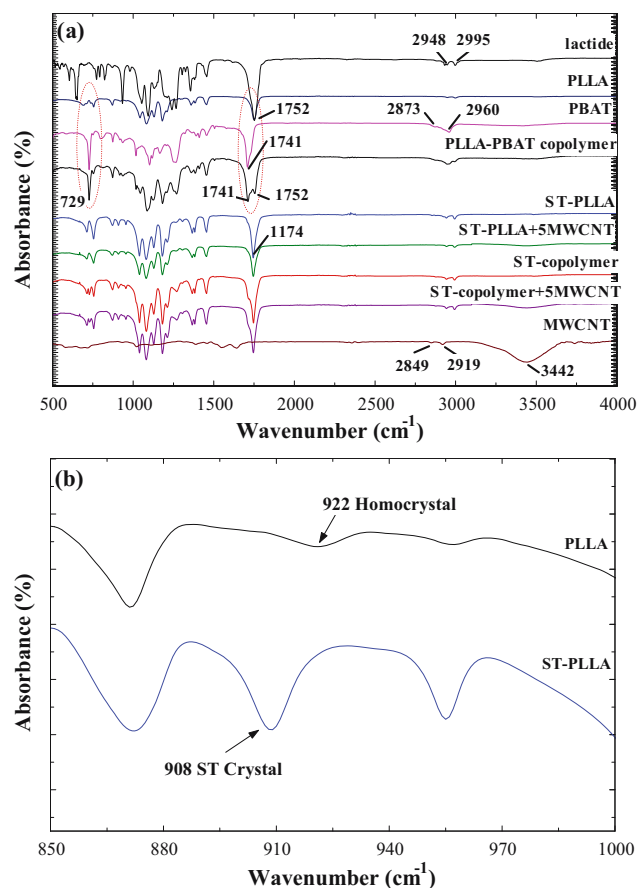 (a)
2948
2995
lactide
PLLA
PBAT
1752
2873
2960
1741
PLLA-PBAT copolymer
729
1741
1752
ST-PLLA
1174
ST-PLLA+5MWCNT
ST-copolymer
ST-copolymer+5MWCNT
MWCNT
2849
2919
3442
Absorbance (%)
500 1000 1500 2000 2500 3000 3500 4000
Wavenumber (cm-1)
(b)
922 Homocrystal
PLLA
ST-PLLA
908 ST Crystal
Absorbance (%)
850 880 910 940 970 1000
Wavenumber (cm-1)